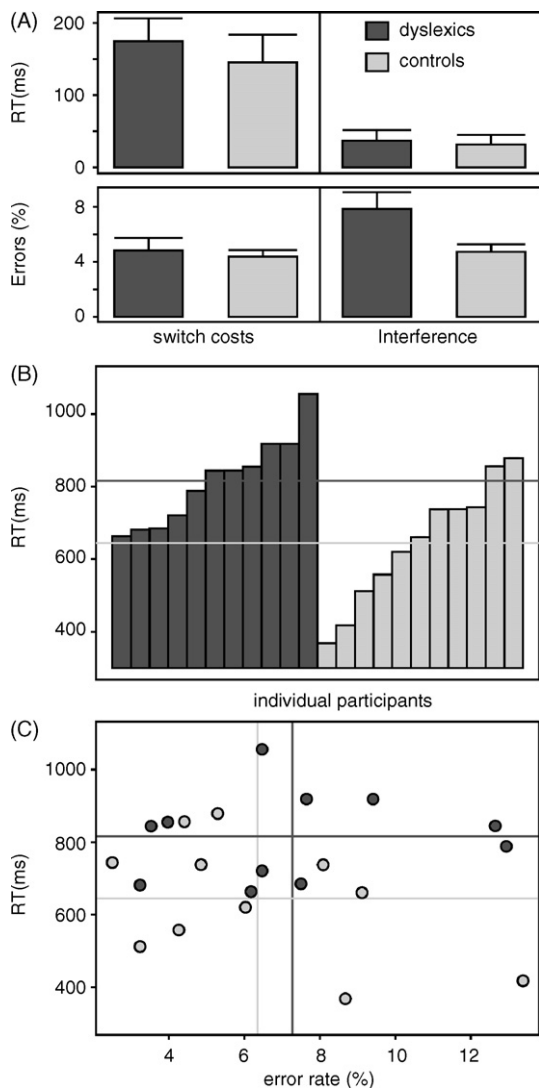 (A)
200
100
0
RT(ms)
dyslexics
controls
8
4
0
Errors (%)
switch costs Interference
(B)
1000
800
600
400
RT(ms)
individual participants
(C)
1000
800
600
400
RT(ms)
4 6 8 10 12
error rate (%)